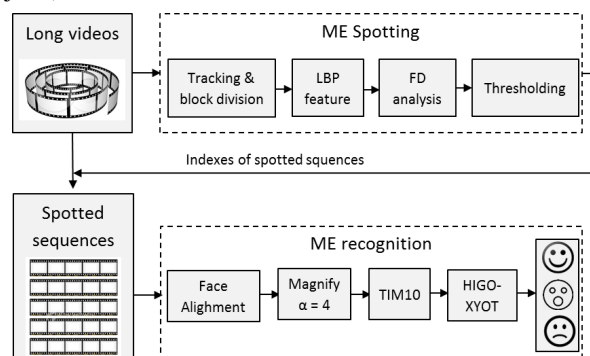 Long videos
ME Spotting
Tracking &
block division
LBP
feature
FD
analysis
Thresholding
Indexes of spotted squences
Spotted
sequences
ME recognition
Face
Alighment
Magnify
α = 4
TIM10
HIGO-
XYOT